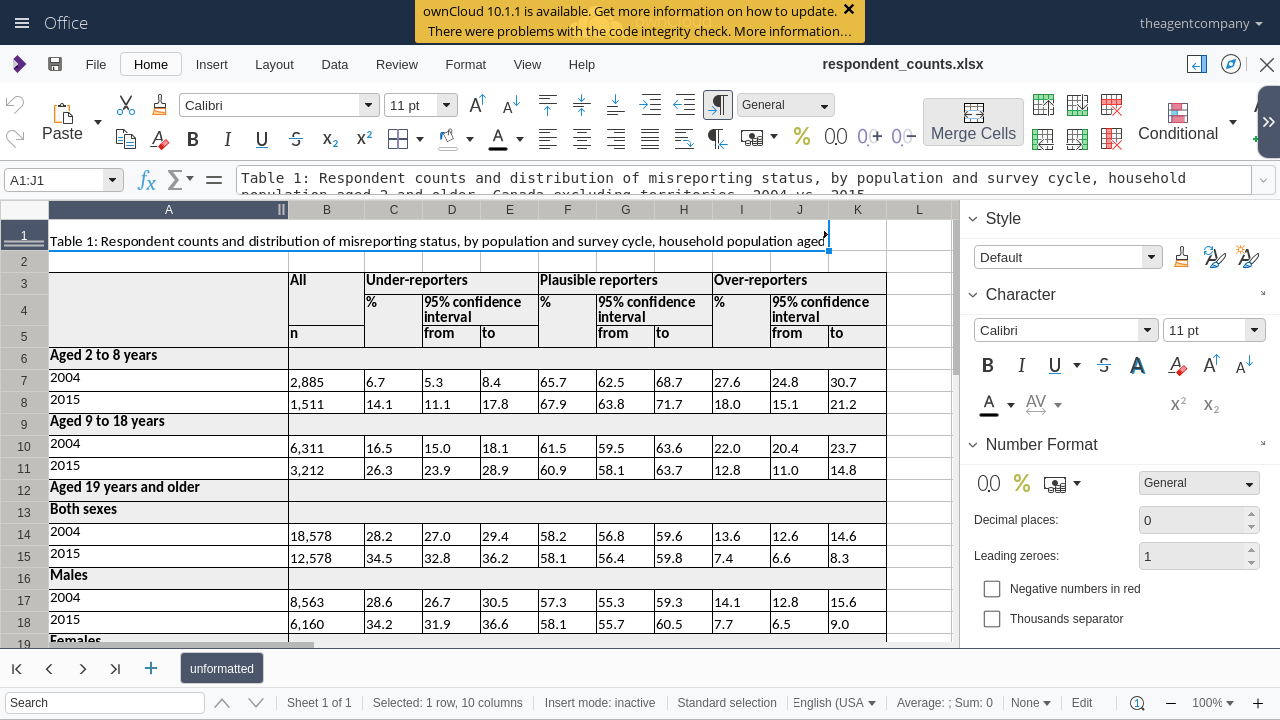 Office
ownCloud 10.1.1 is available. Get more information on how to update.
There were problems with the code integrity check. More information…
theagentcompany
File Home Insert Layout Data Review Format View Help
respondent_counts.xlsx
Paste
Calibri 11 pt
General
Merge Cells
Conditional
A1:J1
Table 1: Respondent counts and distribution of misreporting status, by population and survey cycle, household
population aged 2 and older, Canada excluding territories, 2004 vs. 2015
A B C D E F G H I J K L
1 Table 1: Respondent counts and distribution of misreporting status, by population and survey cycle, household population aged
2
3 All Under-reporters Plausible reporters Over-reporters
4 % 95% confidence interval % 95% confidence interval % 95% confidence interval
5 n from to from to from to
6 Aged 2 to 8 years
7 2004 2,885 6.7 5.3 8.4 65.7 62.5 68.7 27.6 24.8 30.7
8 2015 1,511 14.1 11.1 17.8 67.9 63.8 71.7 18.0 15.1 21.2
9 Aged 9 to 18 years
10 2004 6,311 16.5 15.0 18.1 61.5 59.5 63.6 22.0 20.4 23.7
11 2015 3,212 26.3 23.9 28.9 60.9 58.1 63.7 12.8 11.0 14.8
12 Aged 19 years and older
13 Both sexes
14 2004 18,578 28.2 27.0 29.4 58.2 56.8 59.6 13.6 12.6 14.6
15 2015 12,578 34.5 32.8 36.2 58.1 56.4 59.8 7.4 6.6 8.3
16 Males
17 2004 8,563 28.6 26.7 30.5 57.3 55.3 59.3 14.1 12.8 15.6
18 2015 6,160 34.2 31.9 36.6 58.1 55.7 60.5 7.7 6.5 9.0
19 Females
Style
Default
Character
Calibri 11 pt
Number Format
General
Decimal places: 0
Leading zeroes: 1
Negative numbers in red
Thousands separator
unformatted
Search
Sheet 1 of 1
Selected: 1 row, 10 columns
Insert mode: inactive
Standard selection
English (USA
Average: ; Sum: 0
None
Edit
100%